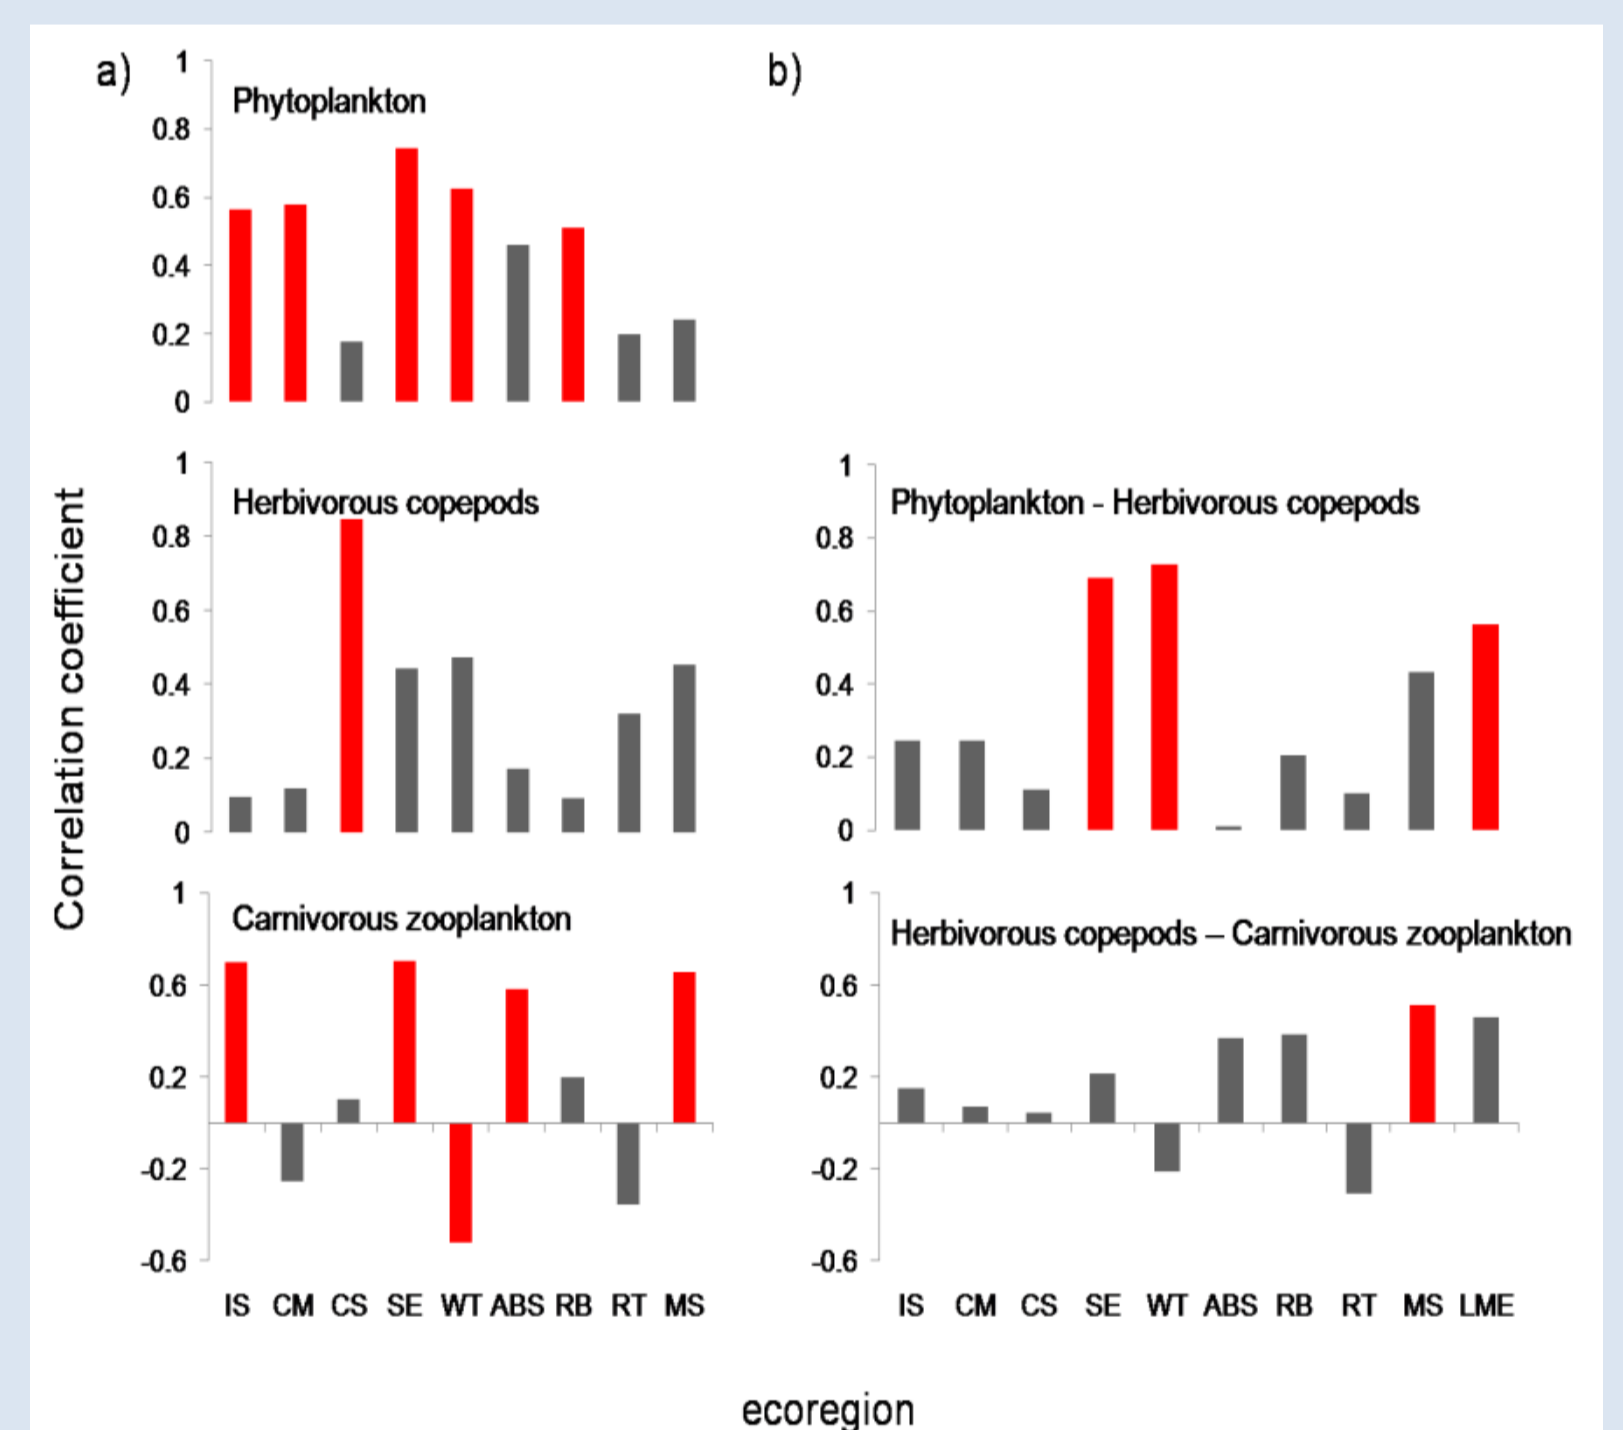 a)
1
Phytoplankton
0.8
0.6
0.4
0.2
0
1
Herbivorous copepods
0.8
0.6
0.4
0.2
0
1
Carnivorous zooplankton
0.6
0.2
-0.2
-0.6
IS CM CS SE WT ABS RB RT MS
Correlation coefficient
b)
1
Phytoplankton - Herbivorous copepods
0.8
0.6
0.4
0.2
0
1
Herbivorous copepods – Carnivorous zooplankton
0.6
0.2
-0.2
-0.6
IS CM CS SE WT ABS RB RT MS LME
ecoregion